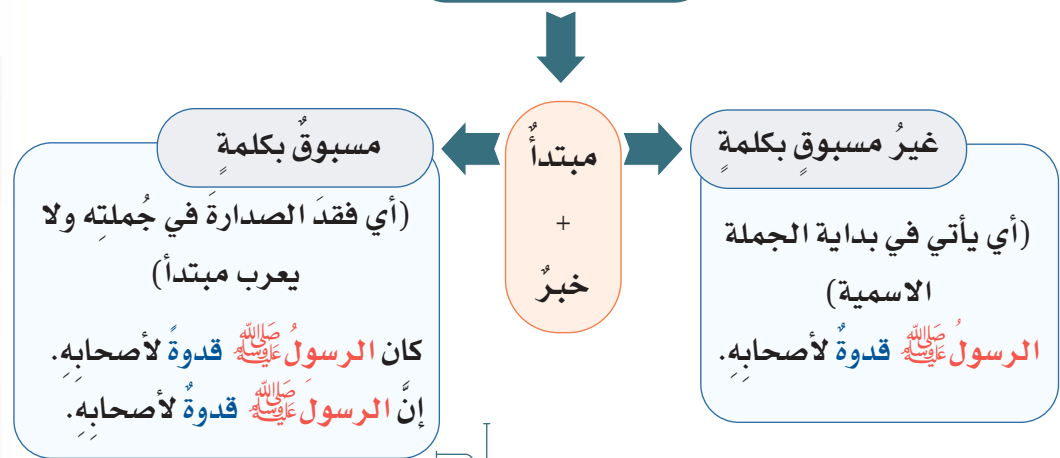 غيرُ مسبوقٍ بكلمةٍ
(أي يأتي في بداية الجملة
الاسمية)
الرسولُ ﷺ قدوةٌ لأصحابِهِ.
مبتدأٌ
+
خبرٌ
مسبوقٌ بكلمةٍ
(أي فقدَ الصدارةَ في جُملتِه ولا
يعرب مبتدأ)
كان الرسولُ ﷺ قدوةً لأصحابِهِ.
إنَّ الرسولَ ﷺ قدوةٌ لأصحابِهِ.